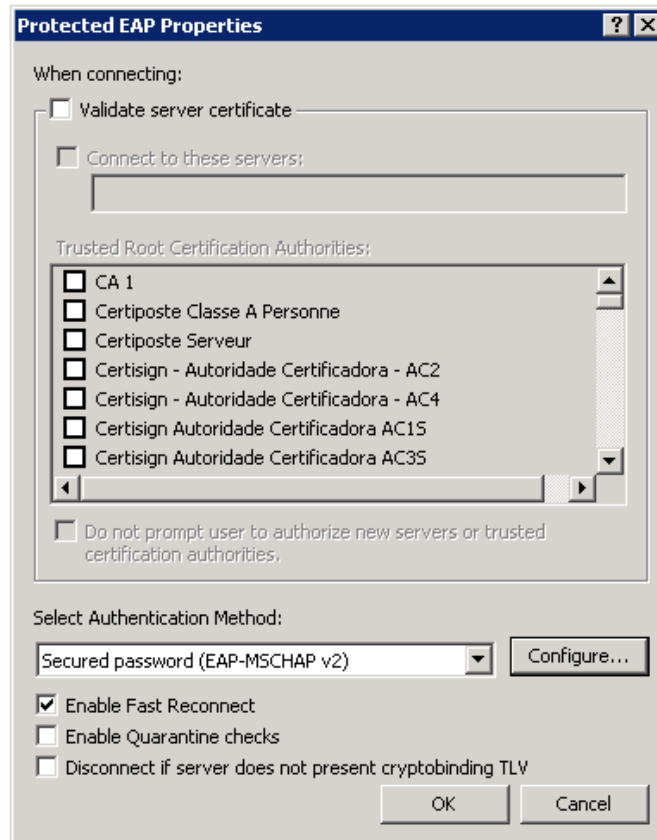 Protected EAP Properties
When connecting:
Validate server certificate
Connect to these servers:
Trusted Root Certification Authorities:
CA 1
Certiposte Classe A Personne
Certiposte Serveur
Certisign - Autoridade Certificadora - AC2
Certisign - Autoridade Certificadora - AC4
Certisign Autoridade Certificadora AC1S
Certisign Autoridade Certificadora AC3S
Do not prompt user to authorize new servers or trusted
certification authorities.
Select Authentication Method:
Secured password (EAP-MSCHAP v2) Configure...
Enable Fast Reconnect
Enable Quarantine checks
Disconnect if server does not present cryptobinding TLV
OK Cancel